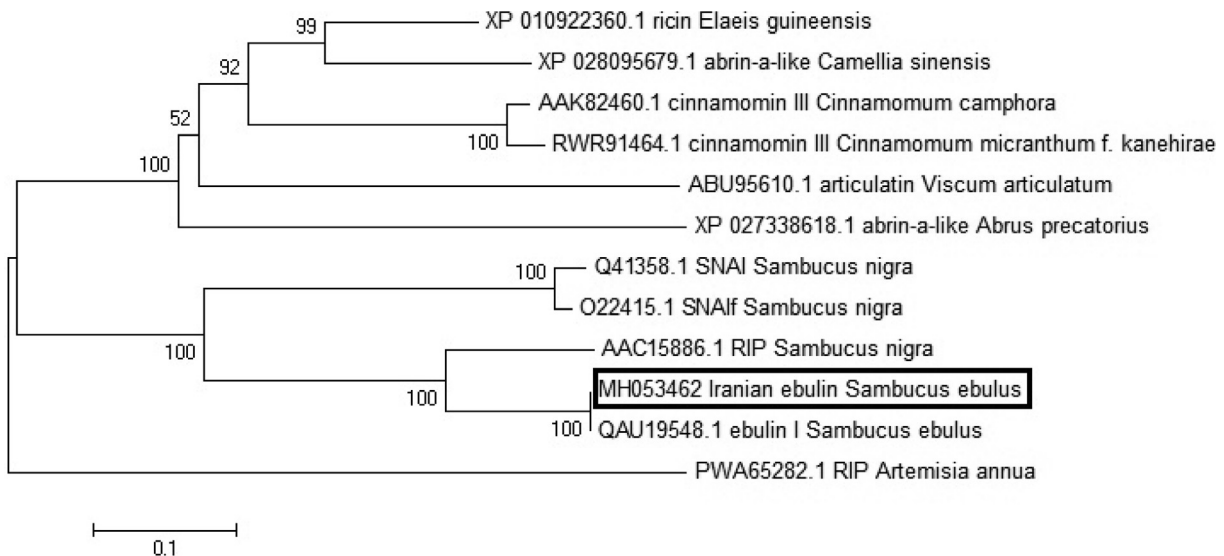 XP 010922360.1 ricin Elaeis guineensis
99
XP 028095679.1 abrin-a-like Camellia sinensis
92
AAK82460.1 cinnamomin III Cinnamomum camphora
52
100
RWR91464.1 cinnamomin III Cinnamomum micranthum f. kanehirae
100
ABU95610.1 articulatin Viscum articulatum
XP 027338618.1 abrin-a-like Abrus precatorius
100
Q41358.1 SNAI Sambucus nigra
O22415.1 SNAIf Sambucus nigra
100
AAC15886.1 RIP Sambucus nigra
MH053462 Iranian ebulin Sambucus ebulus
100
100
QAU19548.1 ebulin I Sambucus ebulus
PWA65282.1 RIP Artemisia annua
0.1